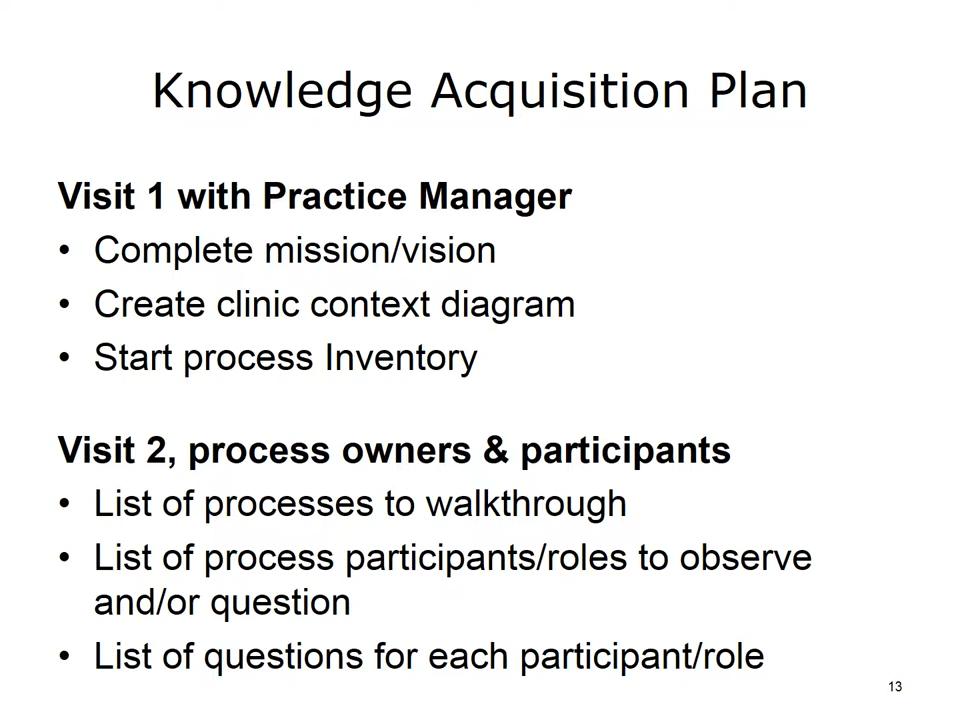 Knowledge Acquisition Plan
Visit 1 with Practice Manager
• Complete mission/vision
• Create clinic context diagram
• Start process Inventory
Visit 2, process owners & participants
• List of processes to walkthrough
• List of process participants/roles to observe
and/or question
• List of questions for each participant/role
13